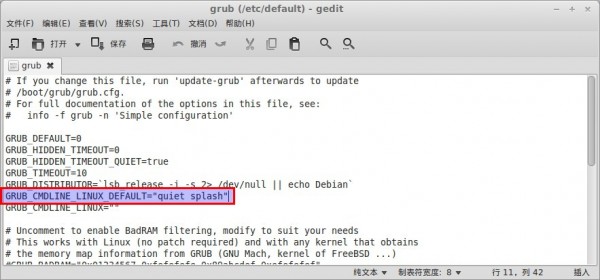 grub (/etc/default) - gedit
文件(F) 编辑(E) 查看(V) 搜索(S) 工具(T) 文档(D) 帮助(H)
打开 保存 撤消
grub
# If you change this file, run 'update-grub' afterwards to update
# /boot/grub/grub.cfg.
# For full documentation of the options in this file, see:
#   info -f grub -n 'Simple configuration'
GRUB_DEFAULT=0
GRUB_HIDDEN_TIMEOUT=0
GRUB_HIDDEN_TIMEOUT_QUIET=true
GRUB_TIMEOUT=10
GRUB_DISTRIBUTOR=`lsb_release -i -s 2> /dev/null || echo Debian`
GRUB_CMDLINE_LINUX_DEFAULT="quiet splash"
GRUB_CMDLINE_LINUX=""
# Uncomment to enable BadRAM filtering, modify to suit your needs
# This works with Linux (no patch required) and with any kernel that obtains
# the memory map information from GRUB (GNU Mach, kernel of FreeBSD ...)
纯文本 制表符宽度: 8 行 11, 列 42 插入